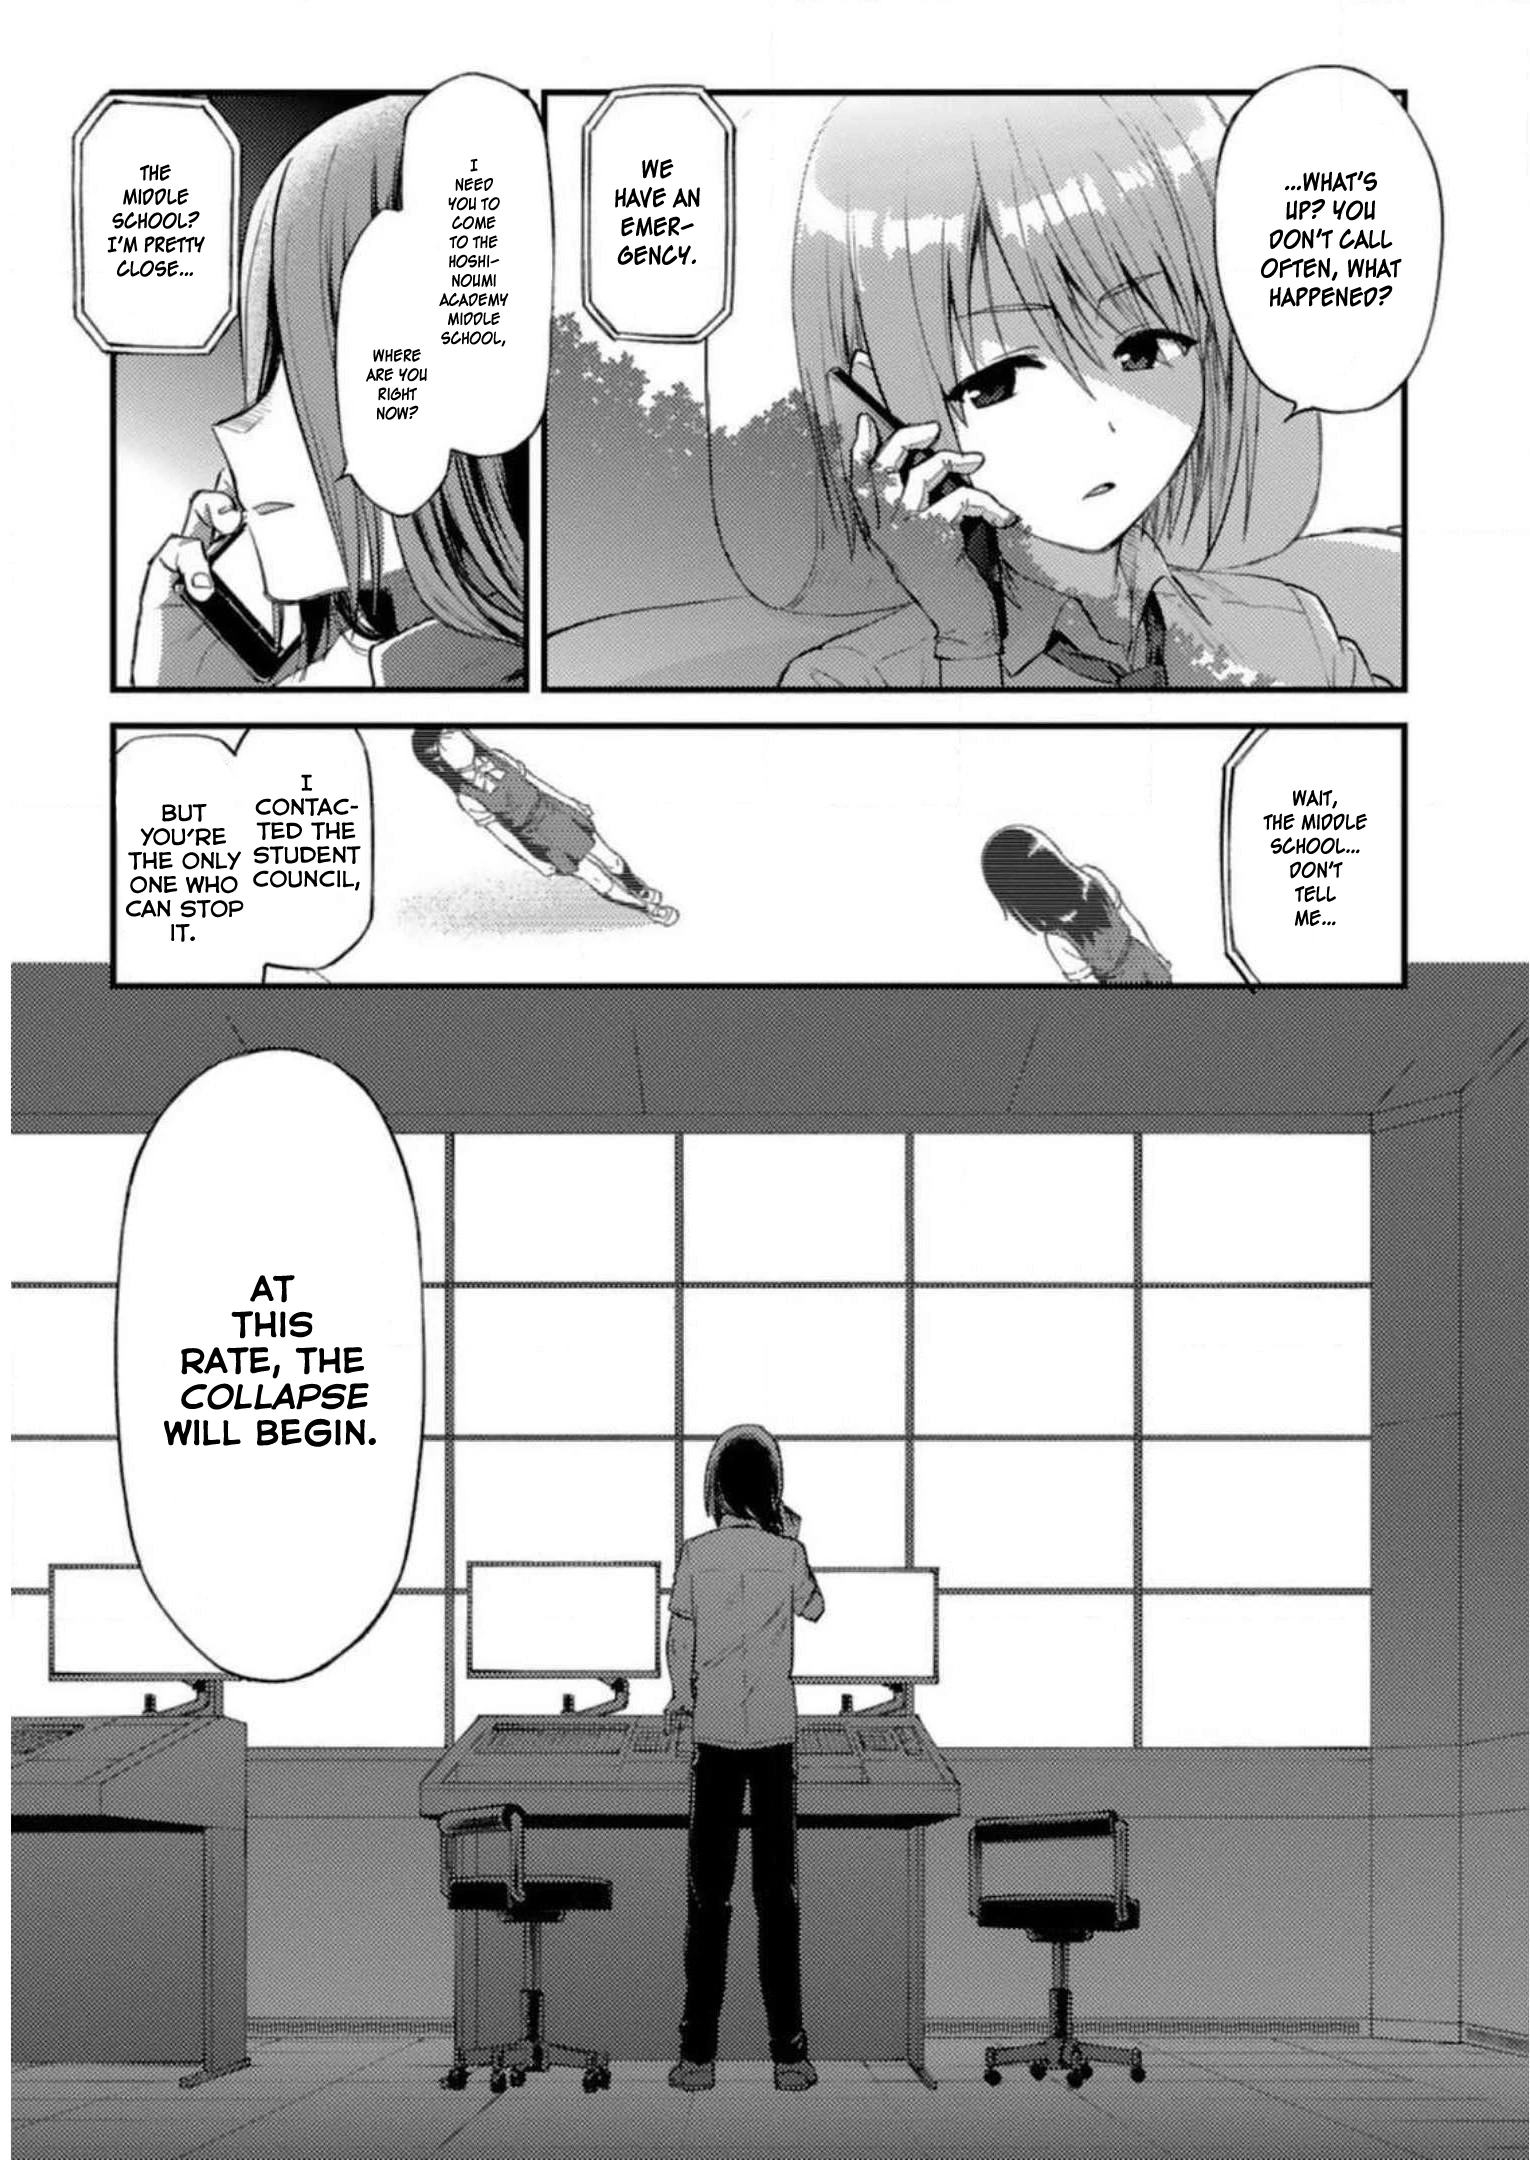 ...WHAT'S
UP? YOU
DON'T CALL
OFTEN, WHAT
HAPPENED?
WE
HAVE AN
EMER-
GENCY.
I
NEED
YOU TO
COME
TO THE
HOSHI-
NOUMI
ACADEMY
MIDDLE
SCHOOL,
WHERE
ARE YOU
RIGHT
NOW?
THE
MIDDLE
SCHOOL?
I'M PRETTY
CLOSE...
WAIT,
THE MIDDLE
SCHOOL...
DON'T
TELL
ME...
I
CONTAC-
TED THE
STUDENT
COUNCIL,
BUT
YOU'RE
THE ONLY
ONE WHO
CAN STOP
IT.
AT
THIS
RATE, THE
COLLAPSE
WILL BEGIN.